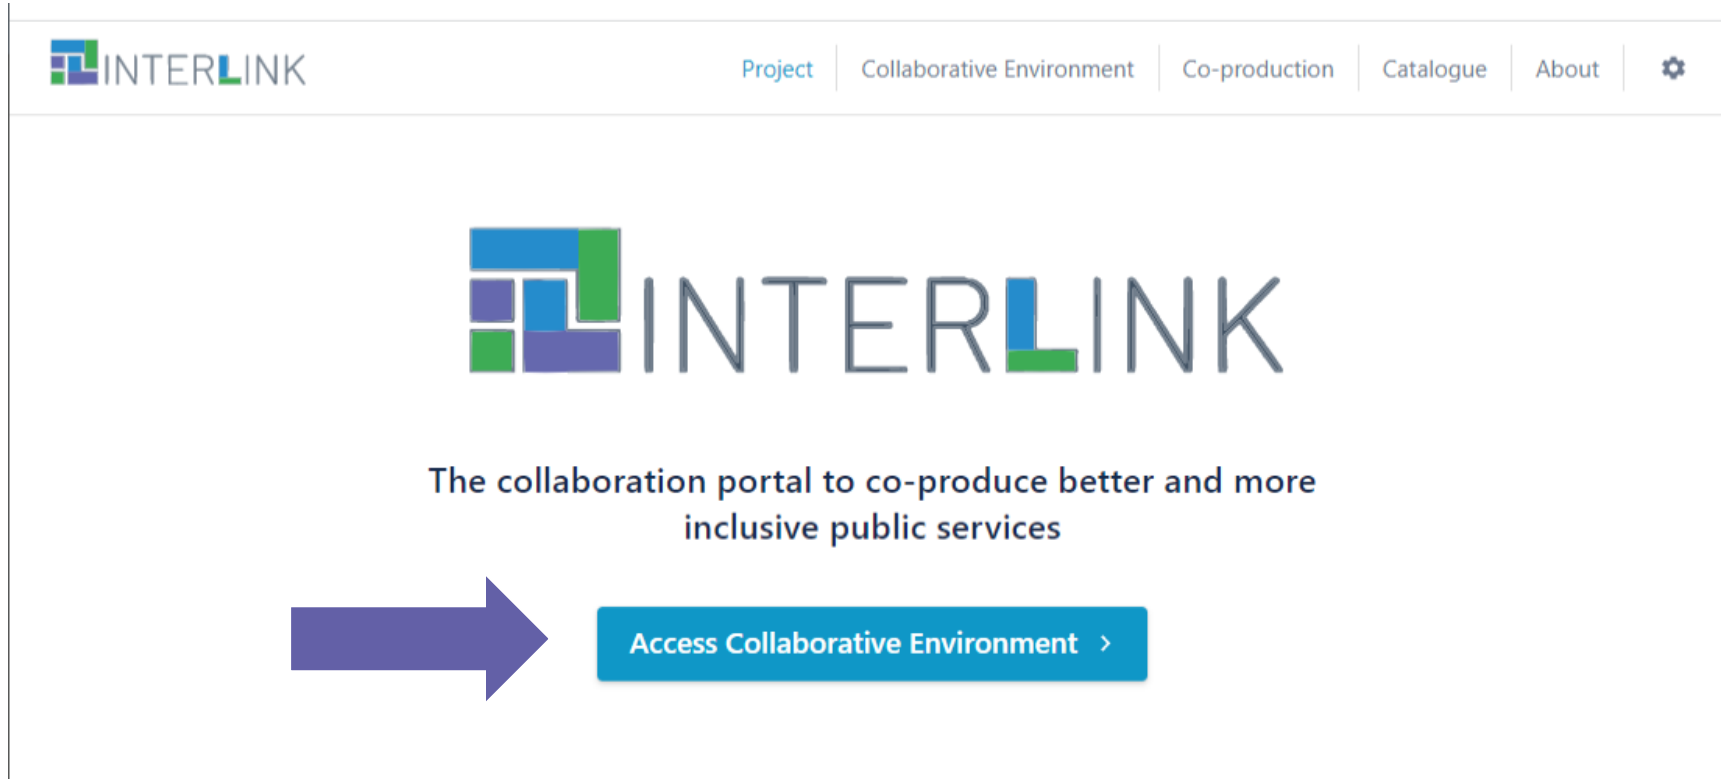 INTERLINK
Project
Collaborative Environment
Co-production
Catalogue
About
INTERLINK
The collaboration portal to co-produce better and more
inclusive public services
Access Collaborative Environment >